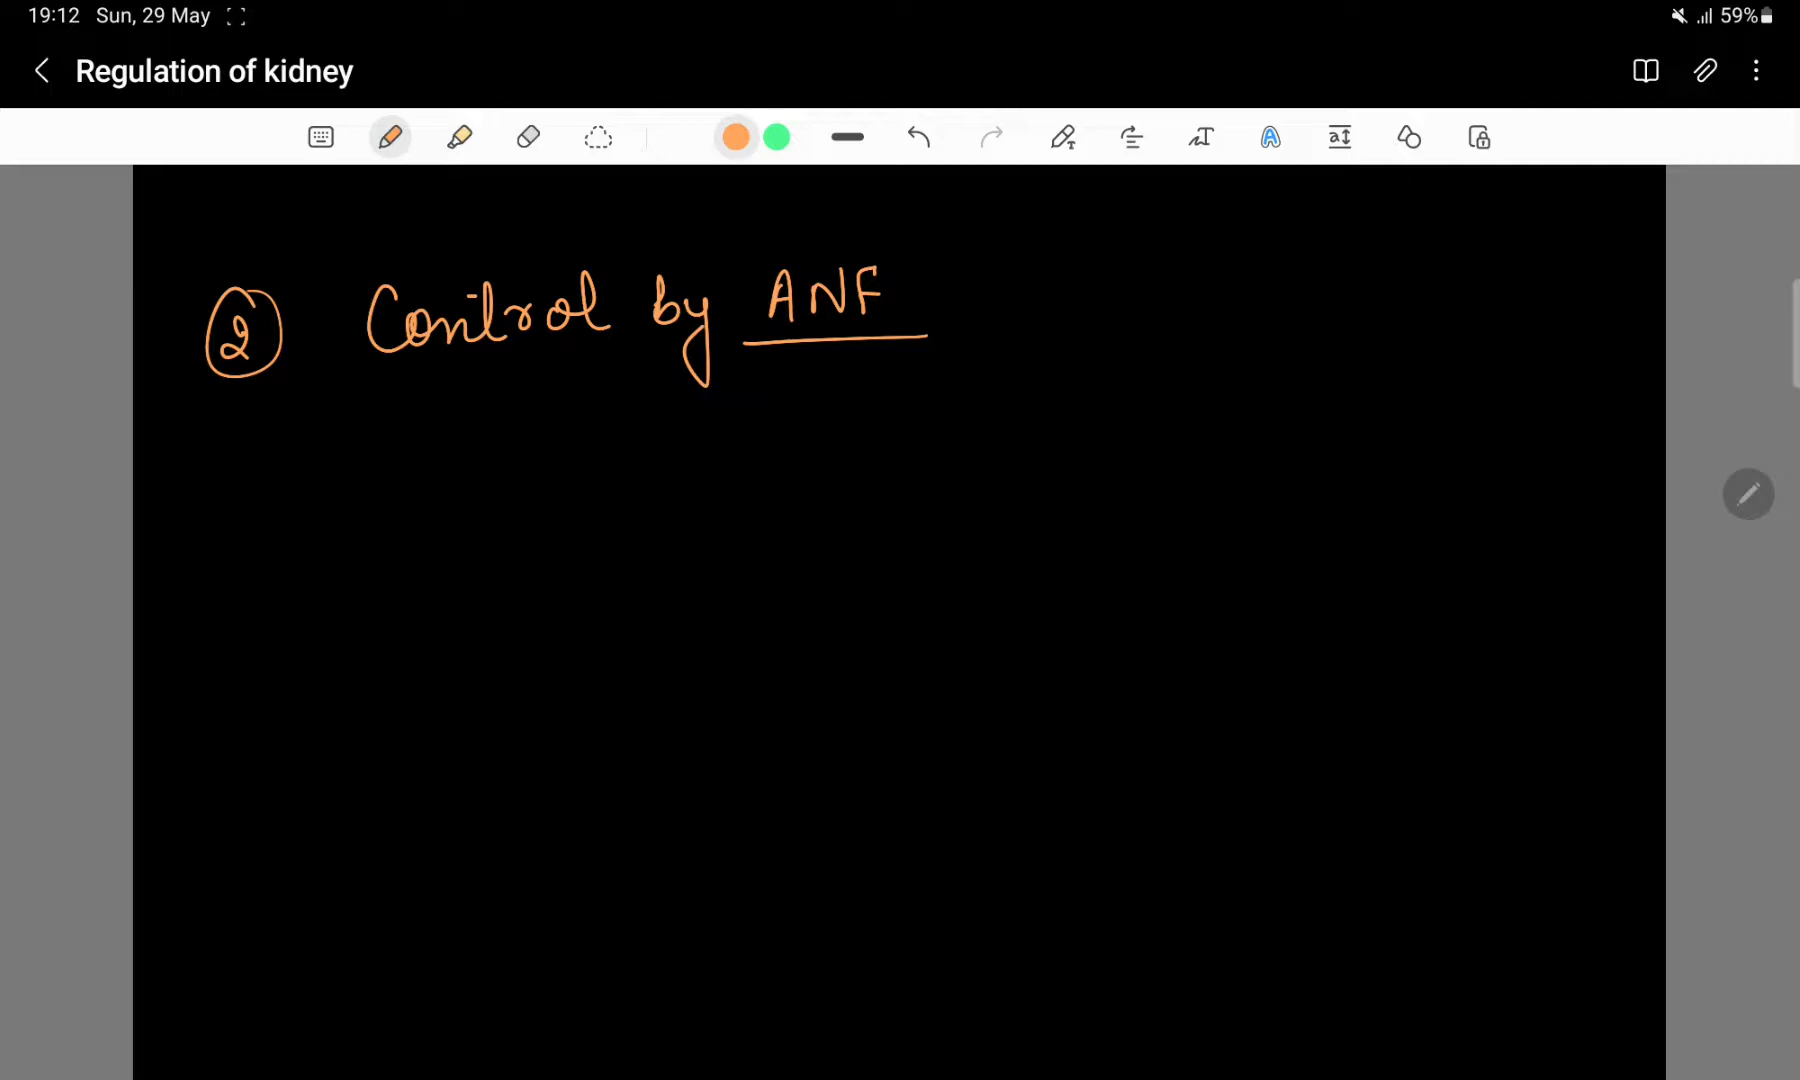 19:12 Sun, 29 May 59%
Regulation of kidney
② Control by ANF